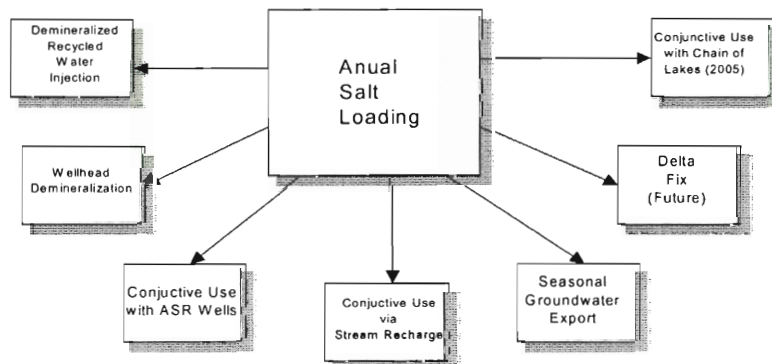 Demineralized
Recycled
Water
Injection
Anual
Salt
Loading
Conjunctive Use
with Chain of
Lakes (2005)
Wellhead
Demineralization
Delta
Fix
(Future)
Conjuctive Use
with ASR Wells
Conjuctive Use
via
Stream Recharge
Seasonal
Groundwater
Export